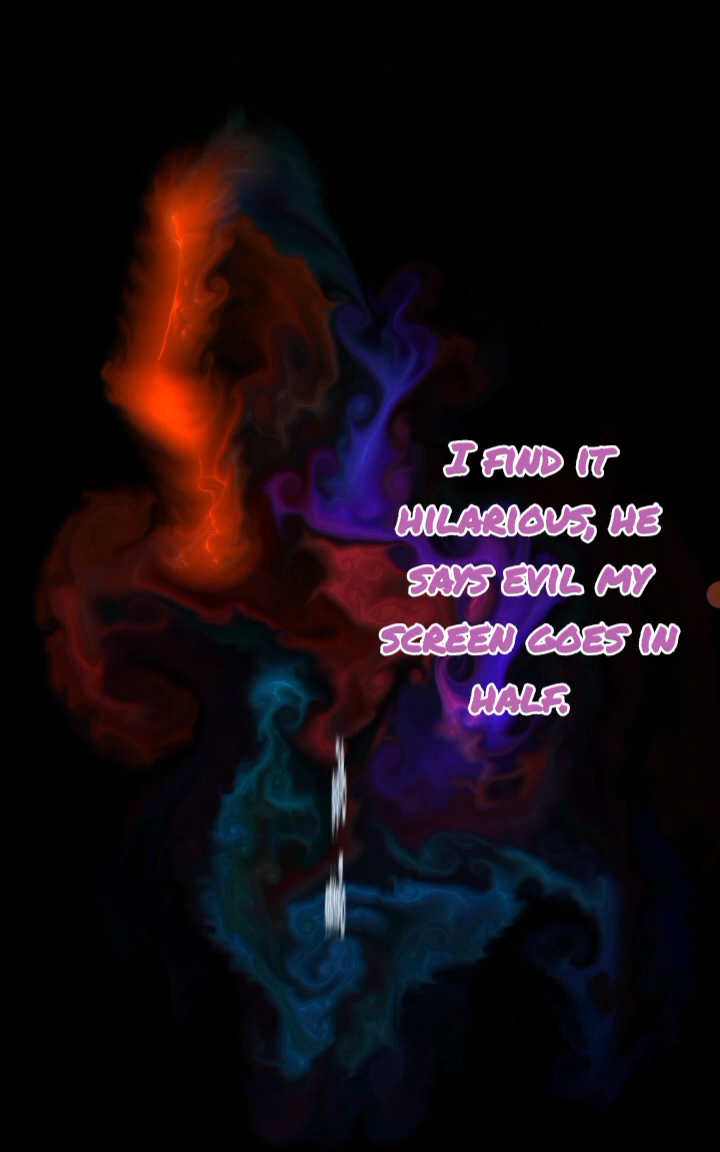 I FIND IT
HILARIOUS, HE
SAYS EVIL MY
SCREEN GOES IN
HALF.